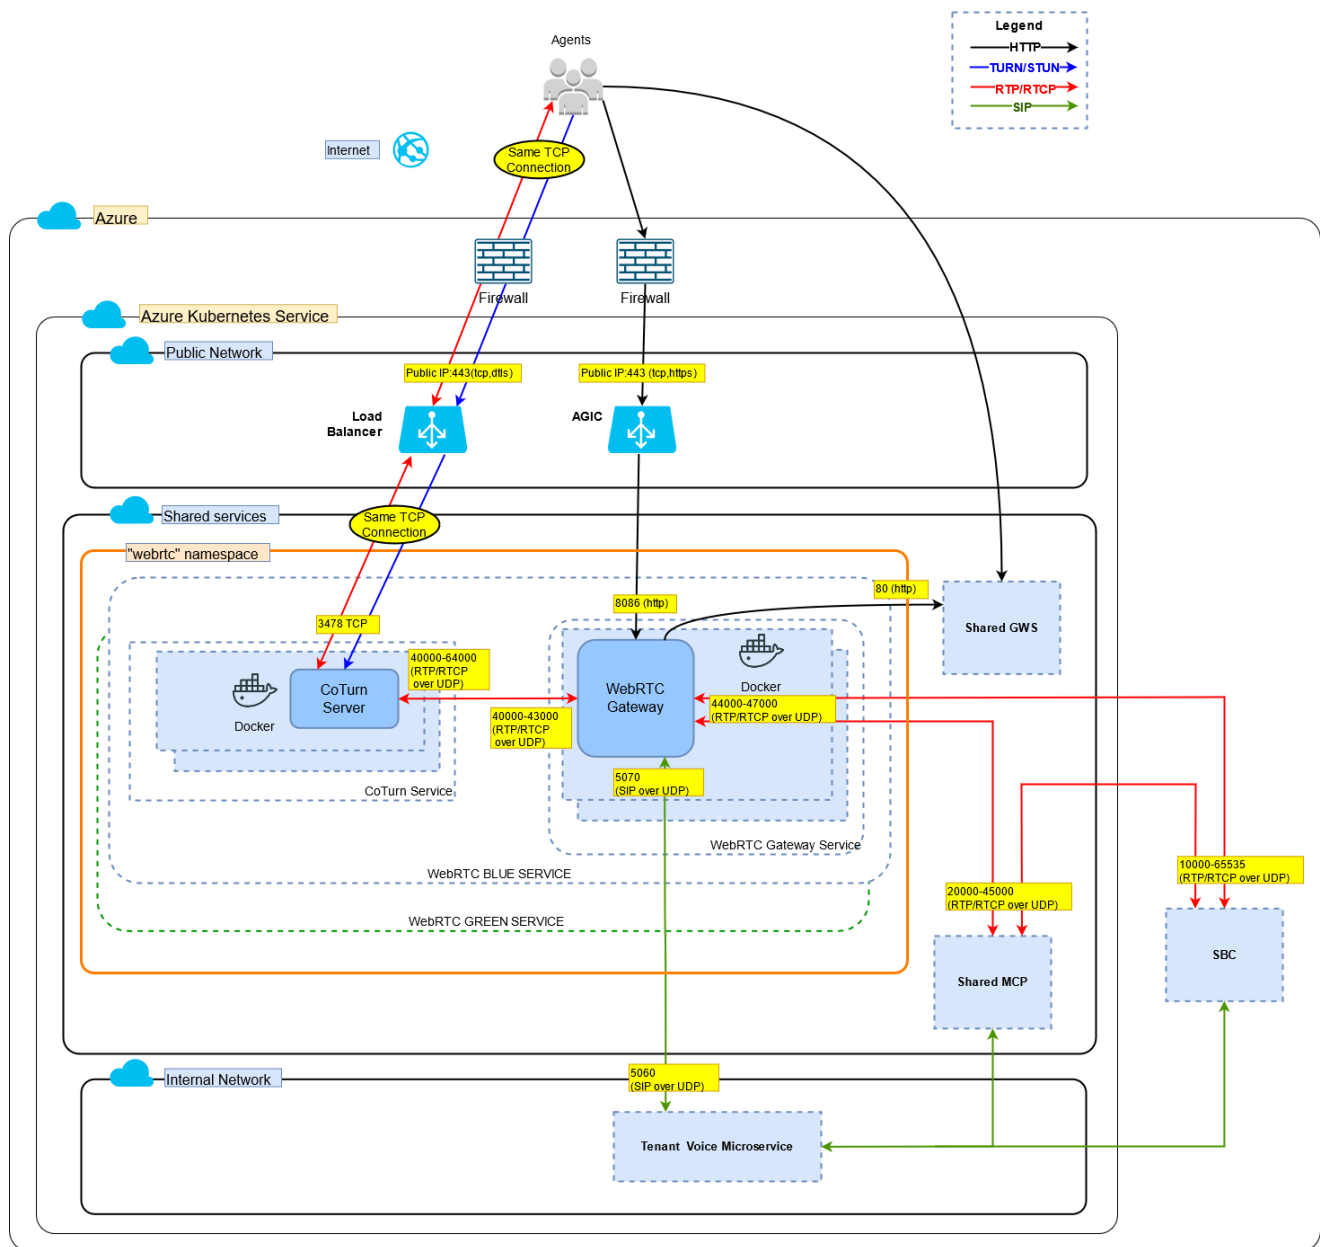 Legend
HTTP
TURN/STUN
RTP/RTCP
SIP
Agents
Internet
Same TCP
Connection
Azure
Firewall
Firewall
Azure Kubernetes Service
Public Network
Public IP:443(tcp,dtls)
Public IP:443 (tcp,https)
Load
Balancer
AGIC
Shared services
Same TCP
Connection
"webrtc" namespace
80 (http)
8086 (http)
3478 TCP
Shared GWS
40000-64000
(RTP/RTCP
over UDP)
CoTurn
Server
Docker
WebRTC
Gateway
Docker
44000-47000
(RTP/RTCP over UDP)
40000-43000
(RTP/RTCP
over UDP)
5070
(SIP over UDP)
CoTurn Service
WebRTC Gateway Service
WebRTC BLUE SERVICE
WebRTC GREEN SERVICE
10000-65535
(RTP/RTCP over UDP)
20000-45000
(RTP/RTCP over UDP)
SBC
Shared MCP
Internal Network
5060
(SIP over UDP)
Tenant Voice Microservice